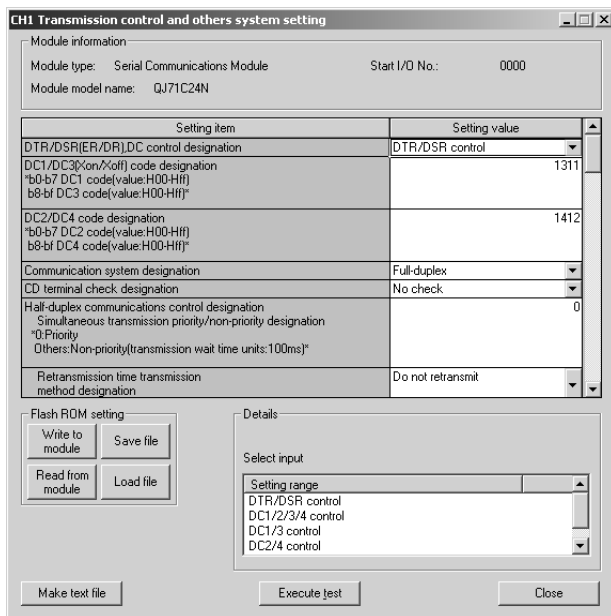 CH1 Transmission control and others system setting
Module information
Module type: Serial Communications Module Start I/O No.: 0000
Module model name: QJ71C24N
Setting item Setting value
DTR/DSR(ER/DR),DC control designation DTR/DSR control
DC1/DC3(Xon/Xoff) code designation 1311
*b0-b7 DC1 code(value:H00-Hff)
b8-bf DC3 code(value:H00-Hff)*
DC2/DC4 code designation 1412
*b0-b7 DC2 code(value:H00-Hff)
b8-bf DC4 code(value:H00-Hff)*
Communication system designation Full-duplex
CD terminal check designation No check
Half-duplex communications control designation 0
Simultaneous transmission priority/non-priority designation
*0:Priority
Others:Non-priority(transmission wait time units:100ms)*
Retransmission time transmission Do not retransmit
method designation
Flash ROM setting
Write to
module
Save file
Read from
module
Load file
Details
Select input
Setting range
DTR/DSR control
DC1/2/3/4 control
DC1/3 control
DC2/4 control
Make text file Execute test Close